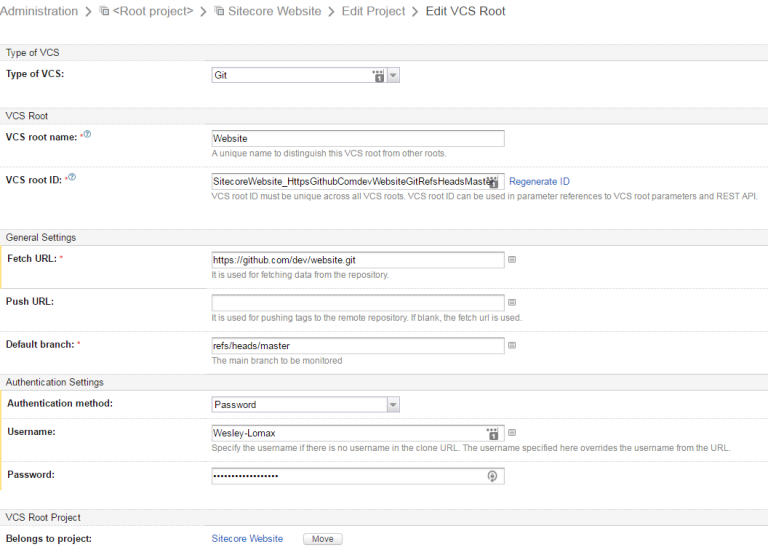 Administration > <Root project> > Sitecore Website > Edit Project > Edit VCS Root
Type of VCS
Type of VCS: Git
VCS Root
VCS root name: * Website
A unique name to distinguish this VCS root from other roots.
VCS root ID: * SitecoreWebsite_HttpsGithubComdevWebsiteGitRefsHeadsMaster Regenerate ID
VCS root ID must be unique across all VCS roots. VCS root ID can be used in parameter references to VCS root parameters and REST API.
General Settings
Fetch URL: * https://github.com/dev/website.git
It is used for fetching data from the repository.
Push URL:
It is used for pushing tags to the remote repository. If blank, the fetch url is used.
Default branch: * refs/heads/master
The main branch to be monitored
Authentication Settings
Authentication method: Password
Username: Wesley-Lomax
Specify the username if there is no username in the clone URL. The username specified here overrides the username from the URL.
Password: ••••••••••••••••••
VCS Root Project
Belongs to project: Sitecore Website Move